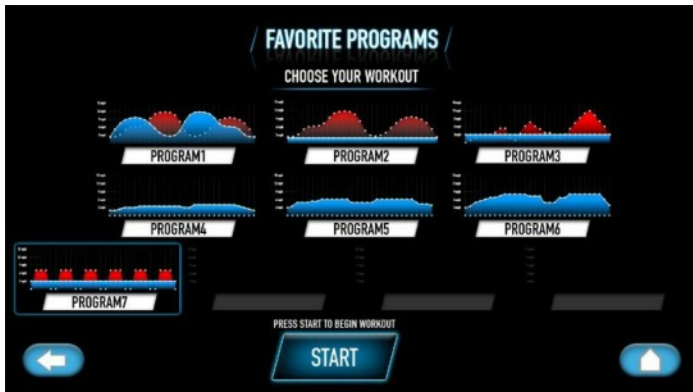 FAVORITE PROGRAMS
CHOOSE YOUR WORKOUT
PROGRAM1 PROGRAM2 PROGRAM3
PROGRAM4 PROGRAM5 PROGRAM6
PROGRAM7
PRESS START TO BEGIN WORKOUT
START